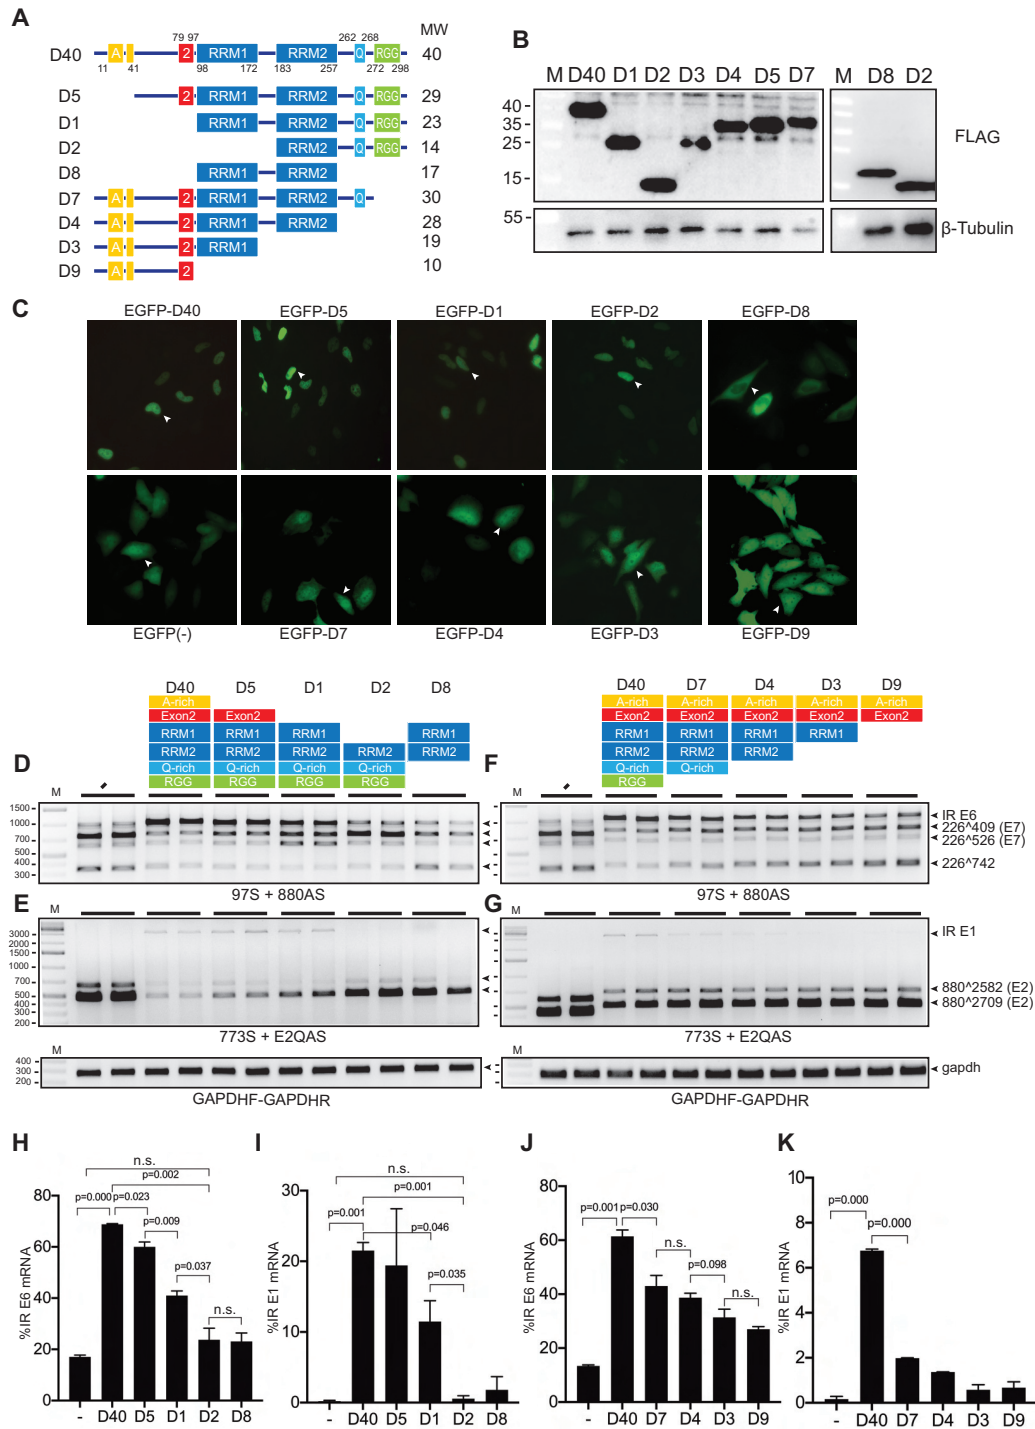 A
MW
79 97
262 268
D40 A 2 RRM1 RRM2 Q RGG 40
11 41 98 172 183 257 272 298
D5 2 RRM1 RRM2 Q RGG 29
D1 RRM1 RRM2 Q RGG 23
D2 RRM2 Q RGG 14
D8 RRM1 RRM2 17
D7 A 2 RRM1 RRM2 Q 30
D4 A 2 RRM1 RRM2 28
D3 A 2 RRM1 19
D9 A 2 10
B
M D40 D1 D2 D3 D4 D5 D7 M D8 D2
40
35
25
15
55
FLAG
β-Tubulin
C
EGFP-D40 EGFP-D5 EGFP-D1 EGFP-D2 EGFP-D8
EGFP(-) EGFP-D7 EGFP-D4 EGFP-D3 EGFP-D9
D40 D5 D1 D2 D8
A-rich
Exon2 Exon2
RRM1 RRM1 RRM1 RRM1
RRM2 RRM2 RRM2 RRM2 RRM2
Q-rich Q-rich Q-rich Q-rich
RGG RGG RGG RGG
D
M -
1500
1000
700
500
400
300
97S + 880AS
E
M
3000
2000
1500
1000
700
500
400
300
200
773S + E2QAS
M
400
300
200
GAPDHF-GAPDHR
D40 D7 D4 D3 D9
A-rich A-rich A-rich A-rich A-rich
Exon2 Exon2 Exon2 Exon2 Exon2
RRM1 RRM1 RRM1 RRM1
RRM2 RRM2 RRM2
Q-rich Q-rich
RGG
F
M -
IR E6
226^409 (E7)
226^526 (E7)
226^742
97S + 880AS
G
M
IR E1
880^2582 (E2)
880^2709 (E2)
773S + E2QAS
M
gapdh
GAPDHF-GAPDHR
H
n.s.
p=0.002
p=0.000 p=0.023
p=0.009
p=0.037
n.s.
80
60
40
20
0
%IR E6 mRNA
- D40 D5 D1 D2 D8
I
n.s.
p=0.001
p=0.001
p=0.046
p=0.035
30
20
10
0
%IR E1 mRNA
- D40 D5 D1 D2 D8
J
p=0.001 p=0.030
n.s.
p=0.098
n.s.
80
60
40
20
0
%IR E6 mRNA
- D40 D7 D4 D3 D9
K
p=0.000
p=0.000
10
8
6
4
2
0
%IR E1 mRNA
- D40 D7 D4 D3 D9